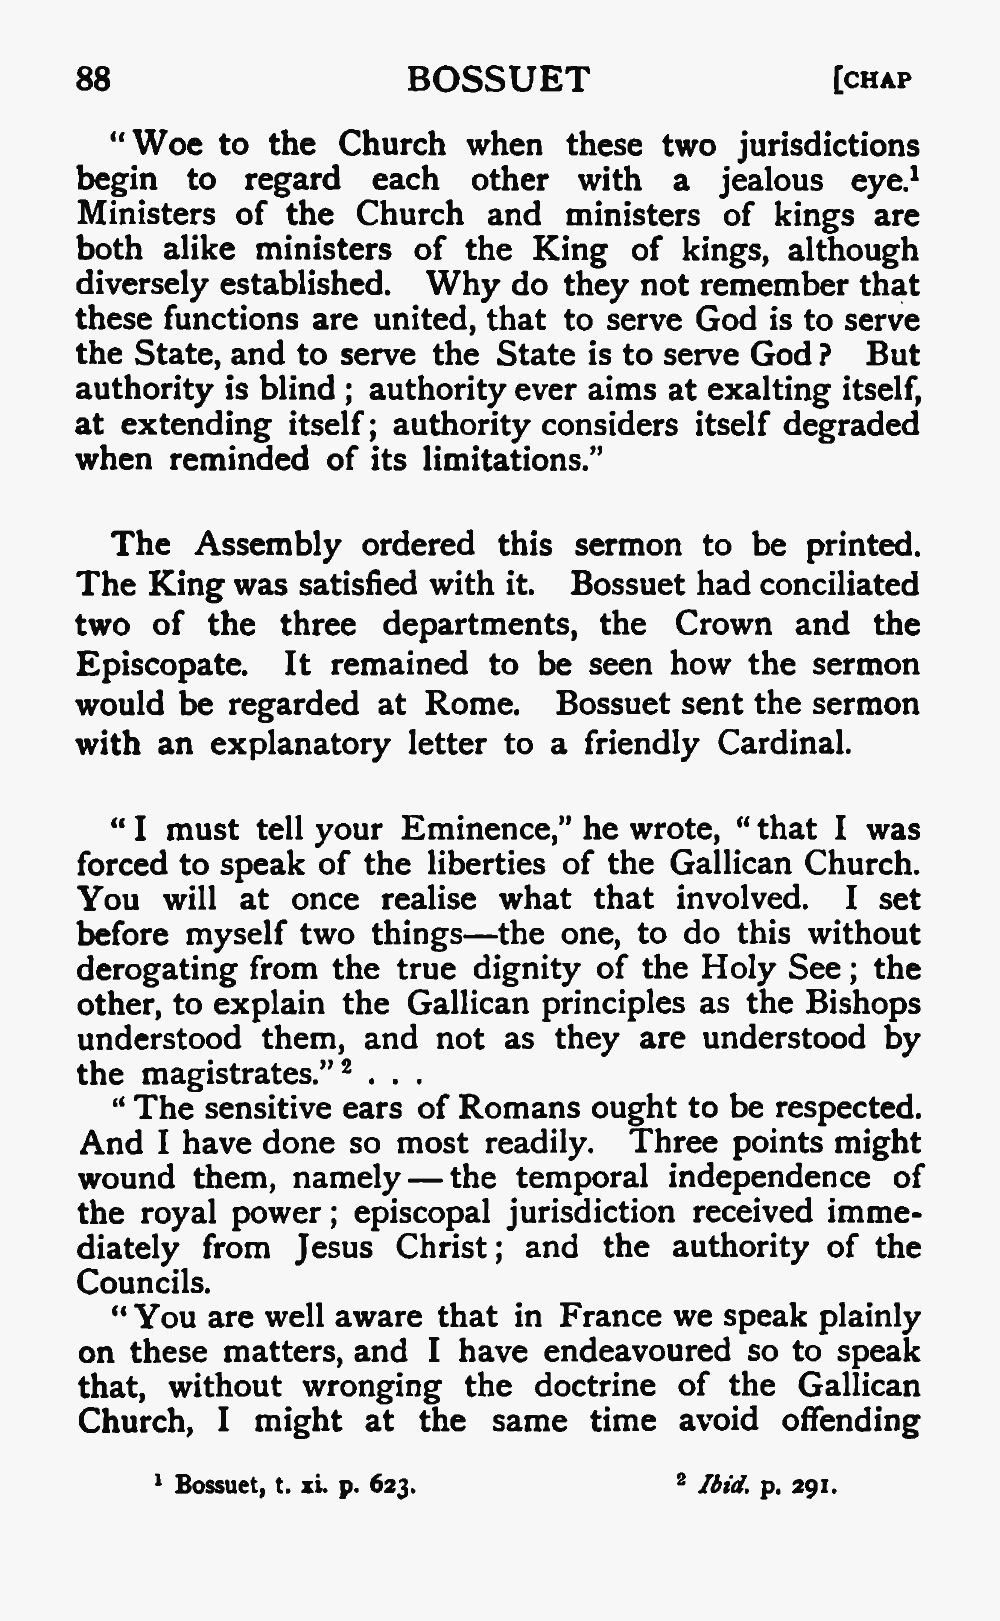 88 BOSSUET [CHAP
“Woe to the Church when these two jurisdictions
begin to regard each other with a jealous eye.¹
Ministers of the Church and ministers of kings are
both alike ministers of the King of kings, although
diversely established. Why do they not remember that
these functions are united, that to serve God is to serve
the State, and to serve the State is to serve God? But
authority is blind; authority ever aims at exalting itself,
at extending itself; authority considers itself degraded
when reminded of its limitations.”
The Assembly ordered this sermon to be printed.
The King was satisfied with it. Bossuet had conciliated
two of the three departments, the Crown and the
Episcopate. It remained to be seen how the sermon
would be regarded at Rome. Bossuet sent the sermon
with an explanatory letter to a friendly Cardinal.
“I must tell your Eminence,” he wrote, “that I was
forced to speak of the liberties of the Gallican Church.
You will at once realise what that involved. I set
before myself two things—the one, to do this without
derogating from the true dignity of the Holy See; the
other, to explain the Gallican principles as the Bishops
understood them, and not as they are understood by
the magistrates.”² . . .
“The sensitive ears of Romans ought to be respected.
And I have done so most readily. Three points might
wound them, namely—the temporal independence of
the royal power; episcopal jurisdiction received imme-
diately from Jesus Christ; and the authority of the
Councils.
“You are well aware that in France we speak plainly
on these matters, and I have endeavoured so to speak
that, without wronging the doctrine of the Gallican
Church, I might at the same time avoid offending
¹ Bossuet, t. xi. p. 623. ² Ibid. p. 291.